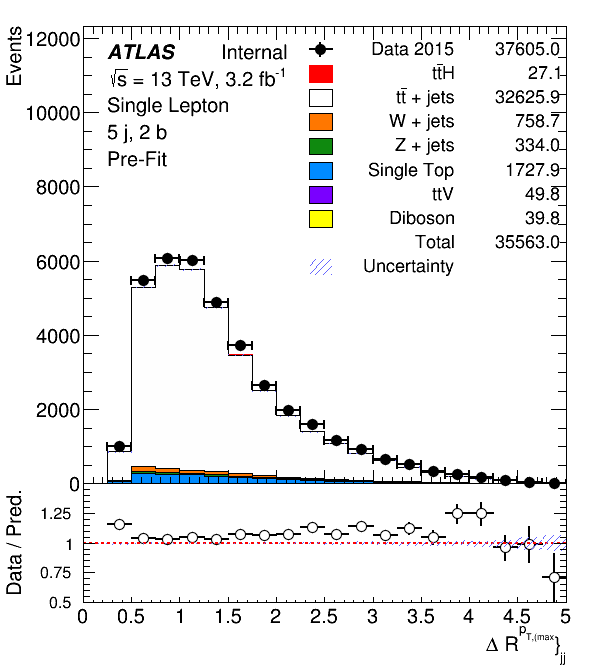 Events
12000
10000
8000
6000
4000
2000
0
ATLAS Internal
√s = 13 TeV, 3.2 fb⁻¹
Single Lepton
5 j, 2 b
Pre-Fit
Data 2015 37605.0
tt̄H 27.1
tt̄ + jets 32625.9
W + jets 758.7
Z + jets 334.0
Single Top 1727.9
ttV 49.8
Diboson 39.8
Total 35563.0
Uncertainty
Data / Pred.
1.25
1
0.75
0.5
0 0.5 1 1.5 2 2.5 3 3.5 4 4.5 5
Δ R^{p_{T,(max}}}_{jj}